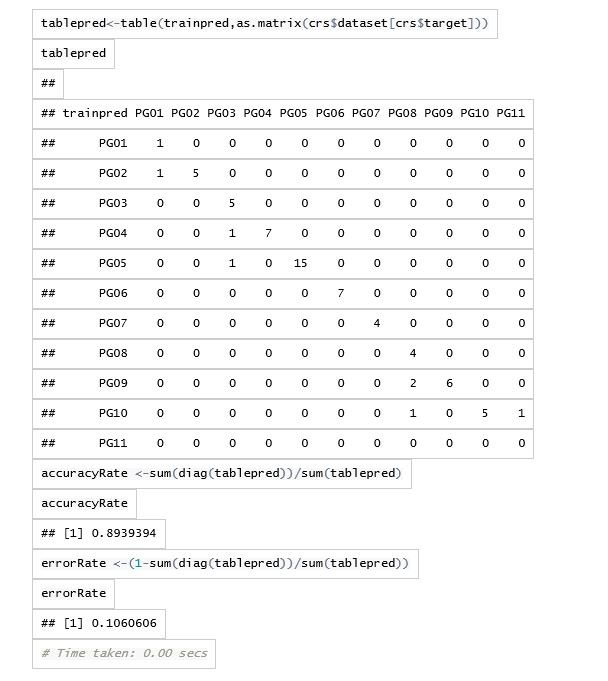 tablepred<-table(trainpred,as.matrix(crs$dataset[crs$target]))
tablepred
##
## trainpred PG01 PG02 PG03 PG04 PG05 PG06 PG07 PG08 PG09 PG10 PG11
## PG01 1 0 0 0 0 0 0 0 0 0 0
## PG02 1 5 0 0 0 0 0 0 0 0 0
## PG03 0 0 5 0 0 0 0 0 0 0 0
## PG04 0 0 1 7 0 0 0 0 0 0 0
## PG05 0 0 1 0 15 0 0 0 0 0 0
## PG06 0 0 0 0 0 7 0 0 0 0 0
## PG07 0 0 0 0 0 0 4 0 0 0 0
## PG08 0 0 0 0 0 0 0 4 0 0 0
## PG09 0 0 0 0 0 0 0 2 6 0 0
## PG10 0 0 0 0 0 0 0 1 0 5 1
## PG11 0 0 0 0 0 0 0 0 0 0 0
accuracyRate <-sum(diag(tablepred))/sum(tablepred)
accuracyRate
## [1] 0.8939394
errorRate <-(1-sum(diag(tablepred))/sum(tablepred))
errorRate
## [1] 0.1060606
# Time taken: 0.00 secs